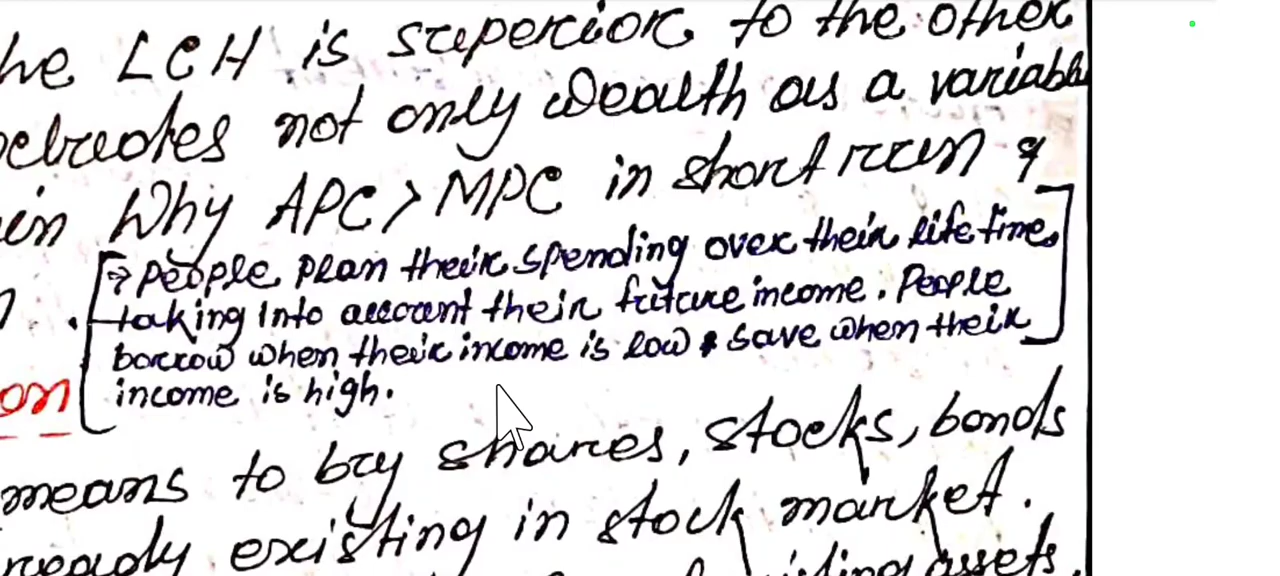 he LCH is superior to the other
not only Wealth as a variable
in Why APC > MPC in short run &
[→ People plan their spending over their life time.
taking into account their future income. People
borrow when their income is low & save when their
income is high.]
on
means to buy shares, stocks, bonds
ready existing in stock market.
existing assets.